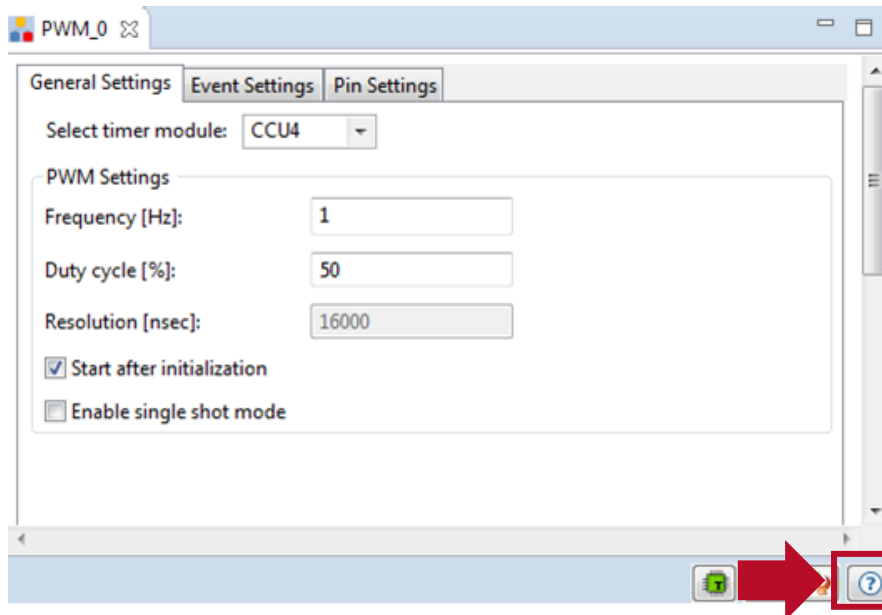 PWM_0
General Settings Event Settings Pin Settings
Select timer module: CCU4
PWM Settings
Frequency [Hz]: 1
Duty cycle [%]: 50
Resolution [nsec]: 16000
Start after initialization
Enable single shot mode
T
?